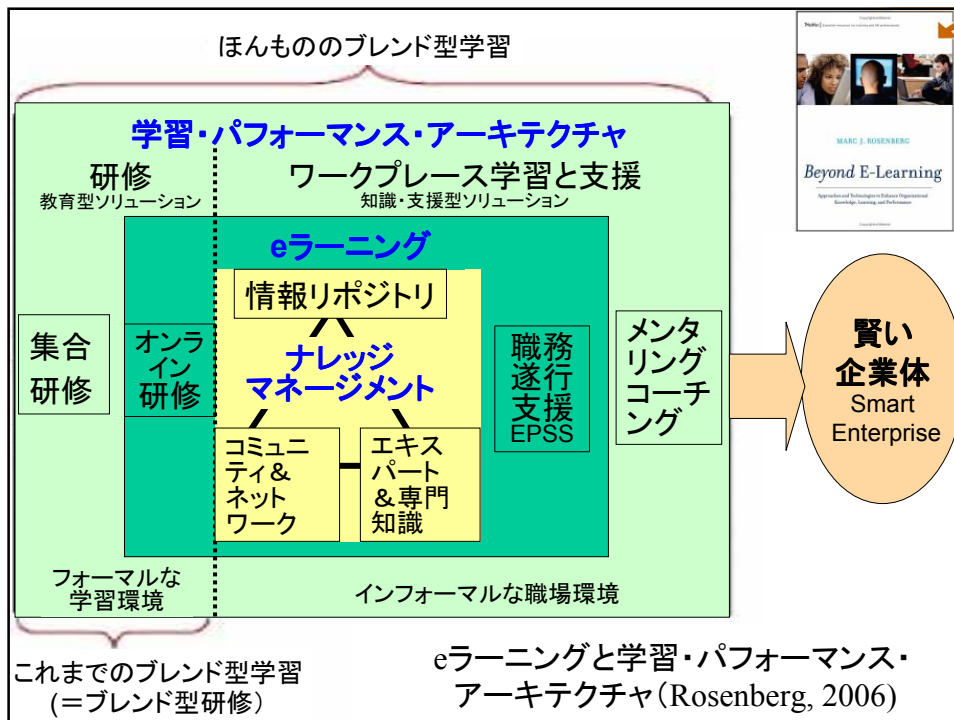 ほんもののブレンド型学習
学習・パフォーマンス・アーキテクチャ
研修
教育型ソリューション
ワークプレース学習と支援
知識・支援型ソリューション
eラーニング
情報リポジトリ
ナレッジ
マネージメント
コミュニ
ティ＆
ネット
ワーク
エキス
パート
＆専門
知識
集合
研修
オンラ
イン
研修
職務
遂行
支援
EPSS
メンタ
リング
コーチ
ング
賢い
企業体
Smart
Enterprise
フォーマルな
学習環境
インフォーマルな職場環境
これまでのブレンド型学習
(＝ブレンド型研修）
eラーニングと学習・パフォーマンス・
アーキテクチャ（Rosenberg, 2006)
MARC J. ROSENBERG
Beyond E-Learning
Approaches and Technologies to Enhance Organizational
Knowledge, Learning, and Performance